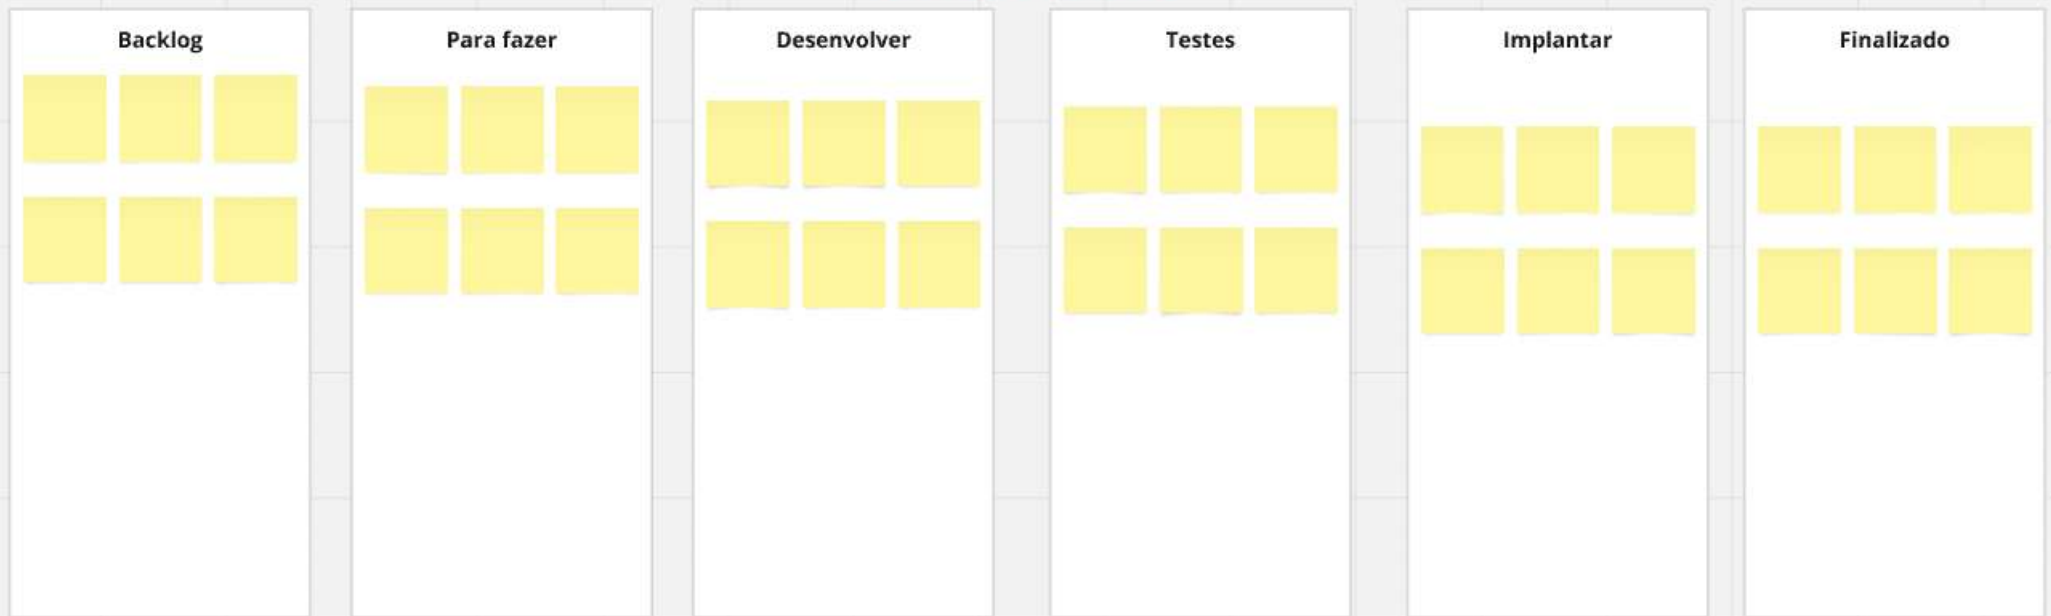 Backlog
Para fazer
Desenvolver
Testes
Implantar
Finalizado